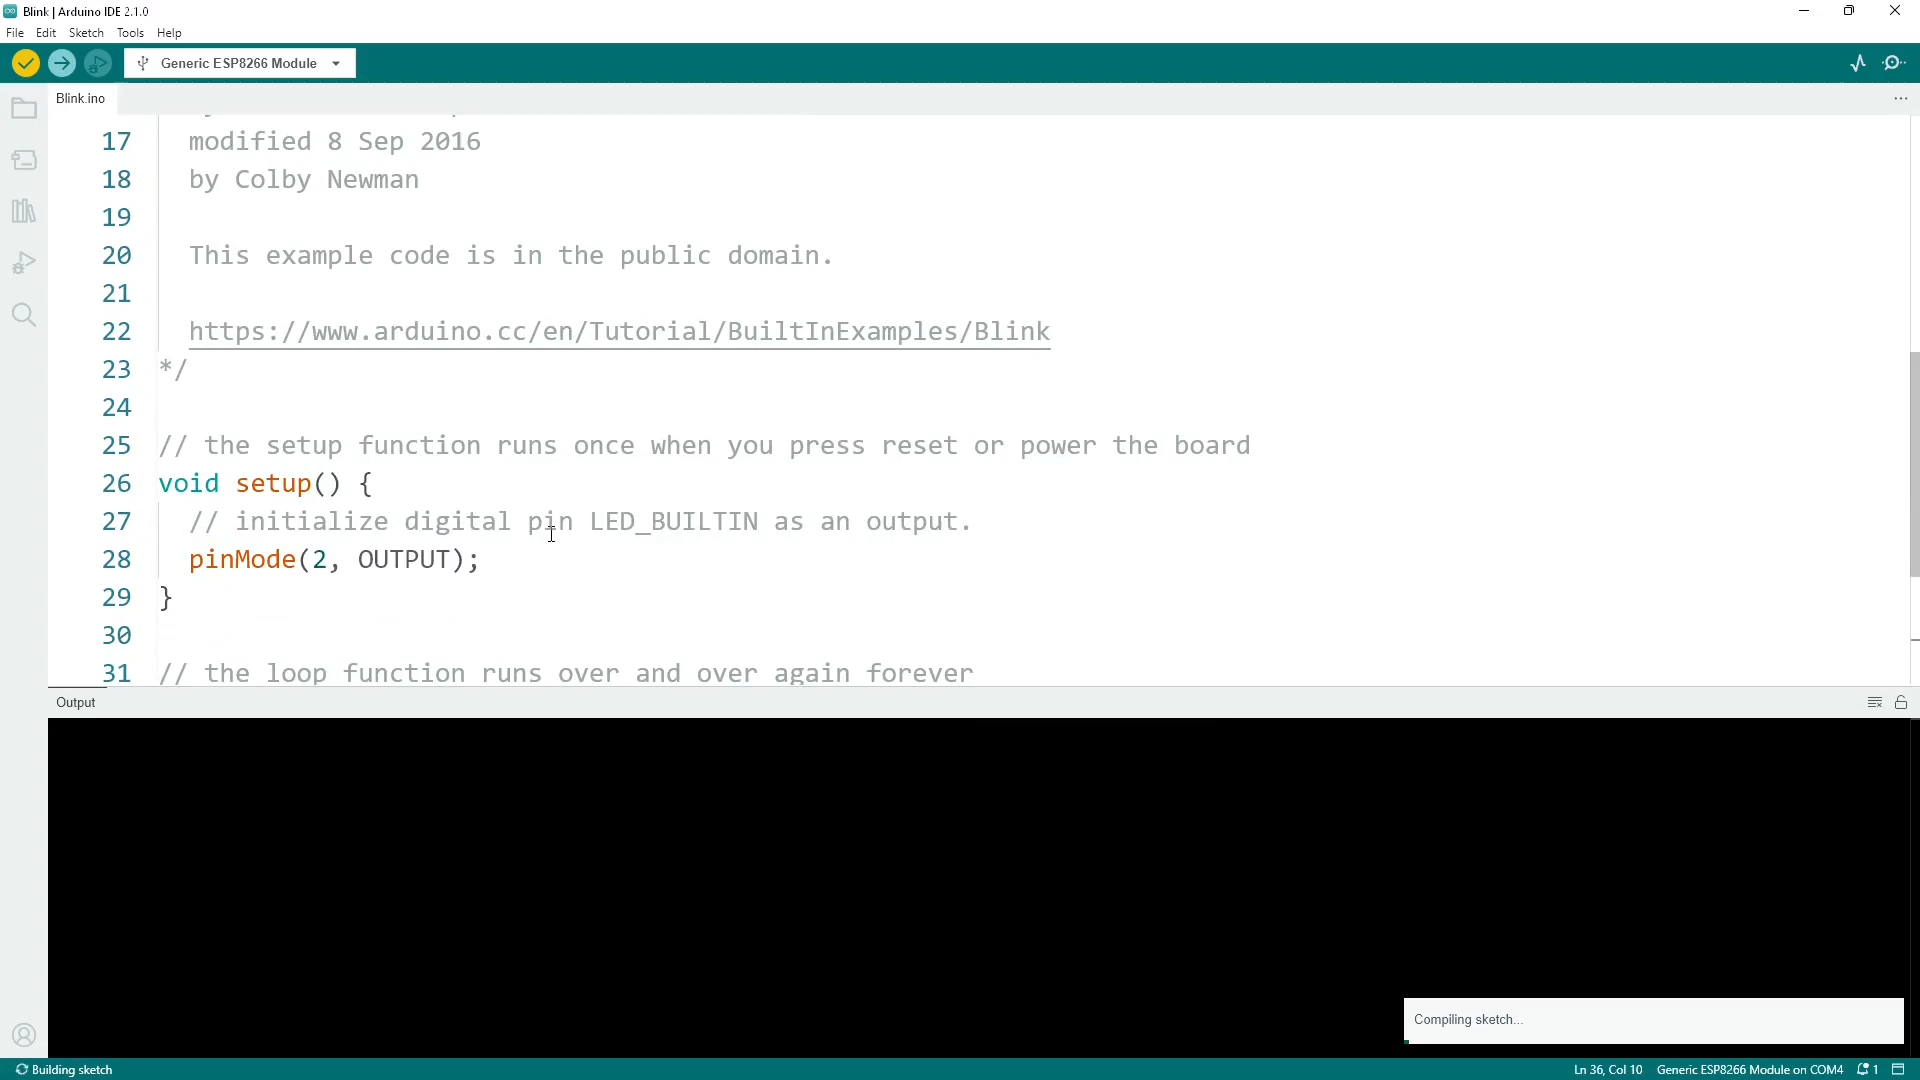 Blink | Arduino IDE 2.1.0
File Edit Sketch Tools Help
Generic ESP8266 Module
Blink.ino
17 modified 8 Sep 2016
18 by Colby Newman
19
20 This example code is in the public domain.
21
22 https://www.arduino.cc/en/Tutorial/BuiltInExamples/Blink
23 */
24
25 // the setup function runs once when you press reset or power the board
26 void setup() {
27 // initialize digital pin LED_BUILTIN as an output.
28 pinMode(2, OUTPUT);
29 }
30
31 // the loop function runs over and over again forever
Output
Compiling sketch...
Building sketch
Ln 36, Col 10 Generic ESP8266 Module on COM4 1